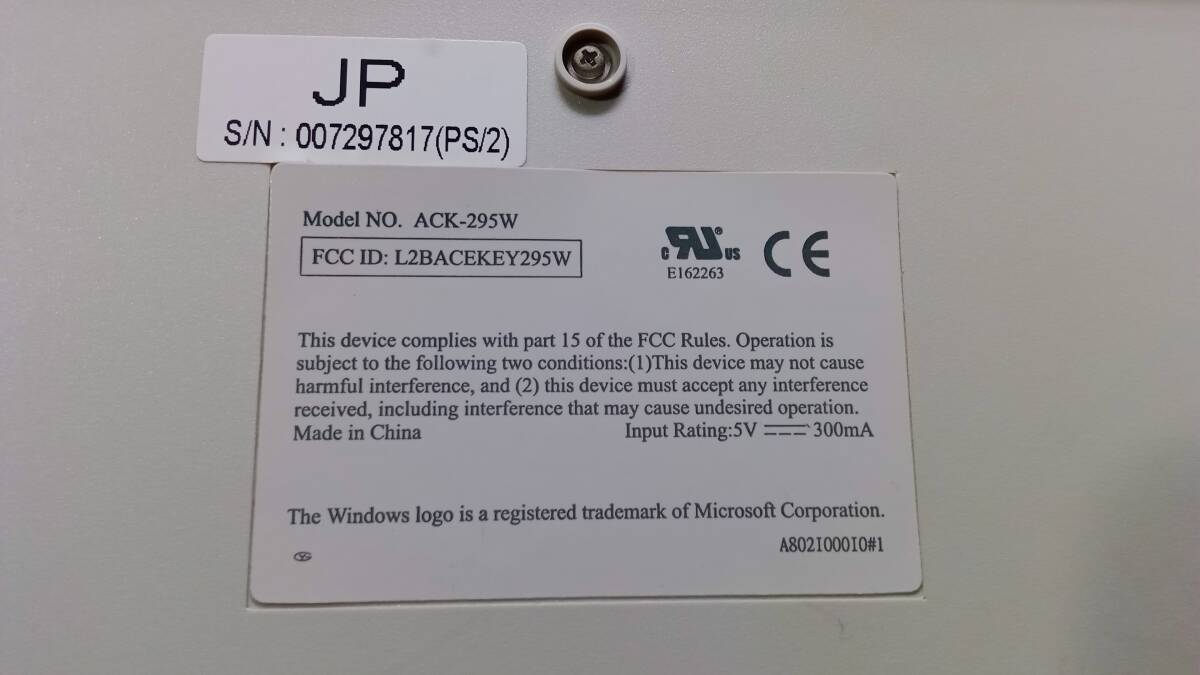 JP
S/N : 007297817(PS/2)
Model NO. ACK-295W
FCC ID: L2BACEKEY295W
c RU ® US
E162263
CE
This device complies with part 15 of the FCC Rules. Operation is
subject to the following two conditions:(1)This device may not cause
harmful interference, and (2) this device must accept any interference
received, including interference that may cause undesired operation.
Made in China
Input Rating:5V 300mA
The Windows logo is a registered trademark of Microsoft Corporation.
A802I000I0#1